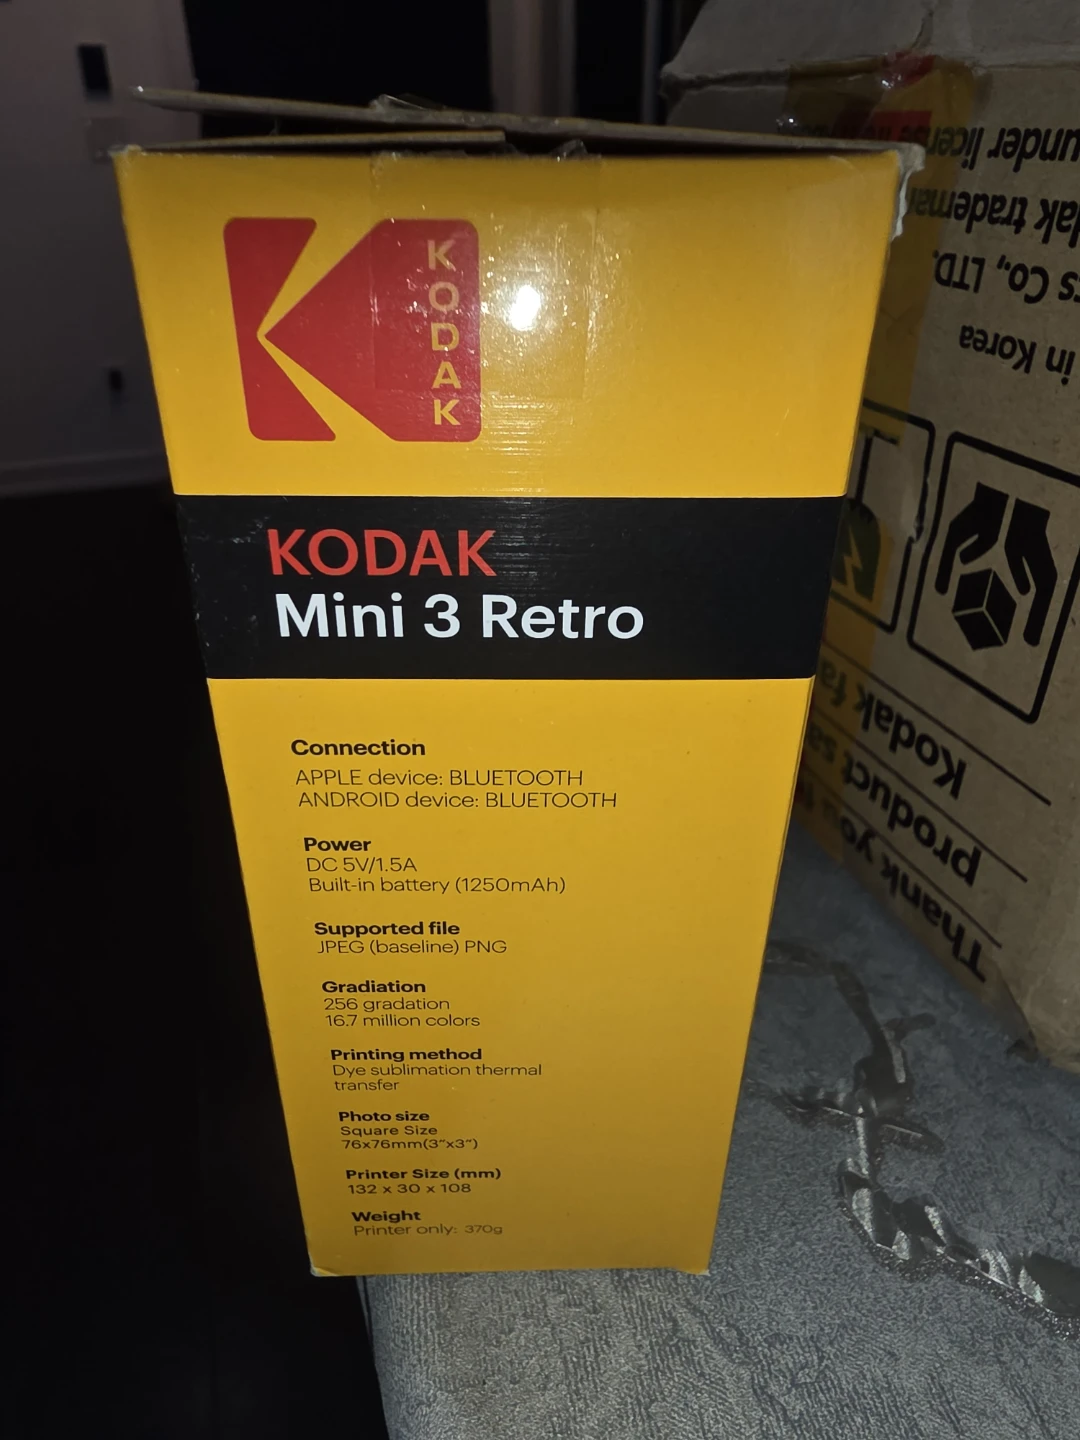 KODAK
KODAK
Mini 3 Retro
Connection
APPLE device: BLUETOOTH
ANDROID device: BLUETOOTH
Power
DC 5V/1.5A
Built-in battery (1250mAh)
Supported file
JPEG (baseline) PNG
Gradiation
256 gradation
16.7 million colors
Printing method
Dye sublimation thermal
transfer
Photo size
Square Size
76x76mm(3"x3")
Printer Size (mm)
132 x 30 x 108
Weight
Printer only: 370g
Thank you
product
Kodak
in Korea
Co., LTD.
under